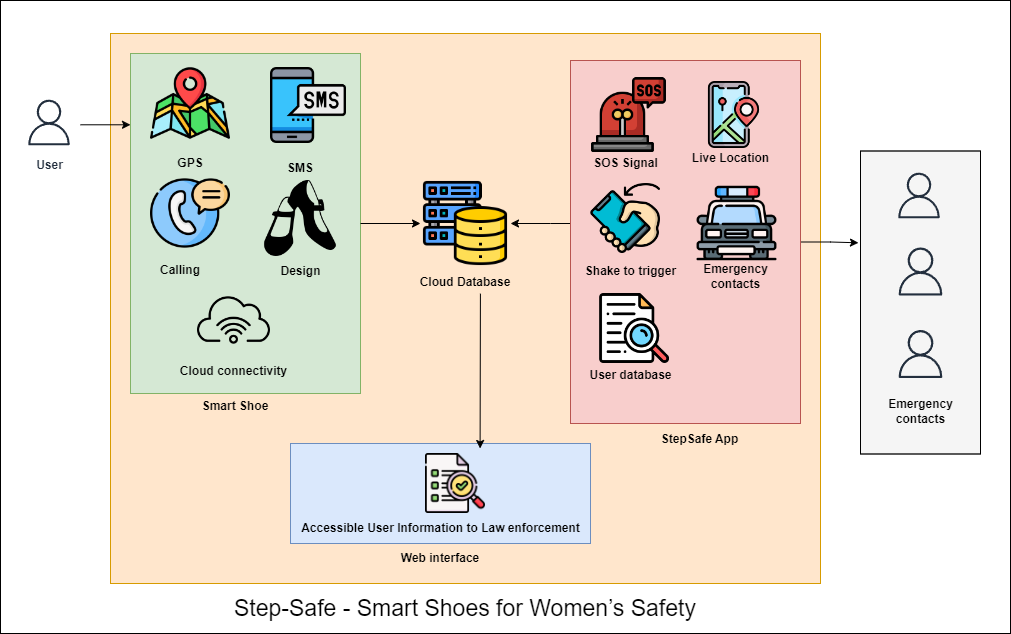 User
GPS
SMS
SMS
Calling
Design
Cloud connectivity
Smart Shoe
Cloud Database
SOS
SOS Signal
Live Location
Shake to trigger
Emergency
contacts
User database
StepSafe App
Emergency
contacts
Accessible User Information to Law enforcement
Web interface
Step-Safe - Smart Shoes for Women’s Safety